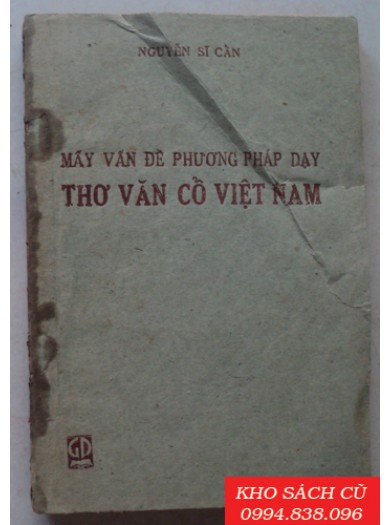 NGUYỄN SĨ CẨN
MẤY VẤN ĐỀ PHƯƠNG PHÁP DẠY
THƠ VĂN CỔ VIỆT NAM
GD
KHO SÁCH CŨ
0994.838.096